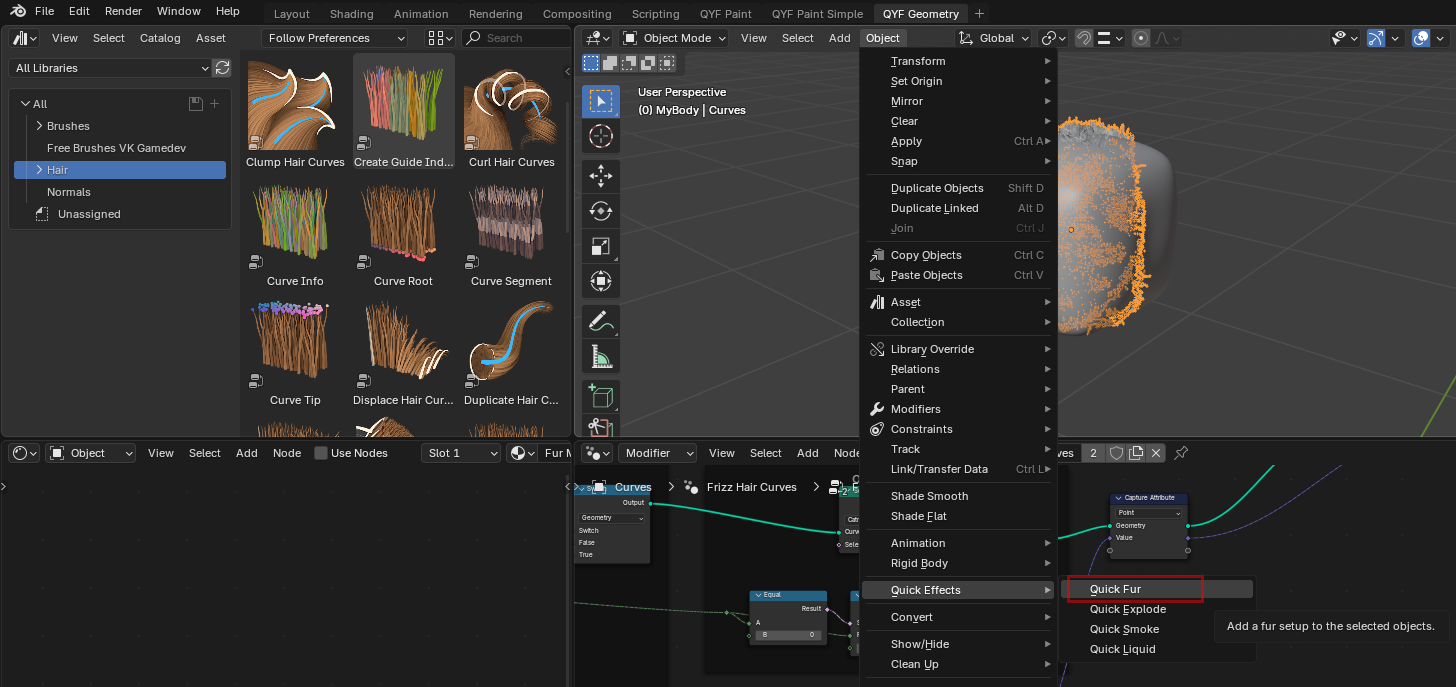 File Edit Render Window Help Layout Shading Animation Rendering Compositing Scripting QYF Paint QYF Paint Simple QYF Geometry
View Select Catalog Asset Follow Preferences Search
All Libraries
All
Brushes
Free Brushes VK Gamedev
Hair
Normals
Unassigned
Clump Hair Curves Create Guide Ind... Curl Hair Curves
Curve Info Curve Root Curve Segment
Curve Tip Displace Hair Cur... Duplicate Hair C...
Object Mode View Select Add Object Global
User Perspective
(0) MyBody | Curves
Transform
Set Origin
Mirror
Clear
Apply Ctrl A
Snap
Duplicate Objects Shift D
Duplicate Linked Alt D
Join Ctrl J
Copy Objects Ctrl C
Paste Objects Ctrl V
Asset
Collection
Library Override
Relations
Parent
Modifiers
Constraints
Track
Link/Transfer Data Ctrl L
Shade Smooth
Shade Flat
Animation
Rigid Body
Quick Effects
Convert
Show/Hide
Clean Up
Quick Fur
Quick Explode
Quick Smoke
Quick Liquid
Add a fur setup to the selected objects.
Object View Select Add Node Use Nodes Slot 1 Fur M
Modifier View Select Add Node ves 2
Curves Frizz Hair Curves
Output
Geometry
Switch
False
True
Equal
Result
A
B 0
Capture Attribute
Point
Geometry
Value